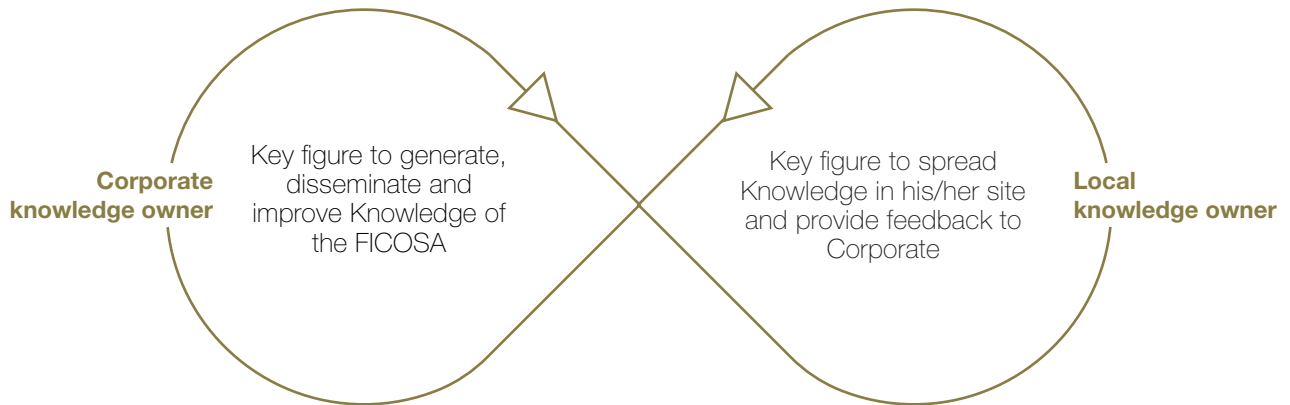 Corporate
knowledge owner
Key figure to generate,
disseminate and
improve Knowledge of
the FICOSA
Key figure to spread
Knowledge in his/her site
and provide feedback to
Corporate
Local
knowledge owner